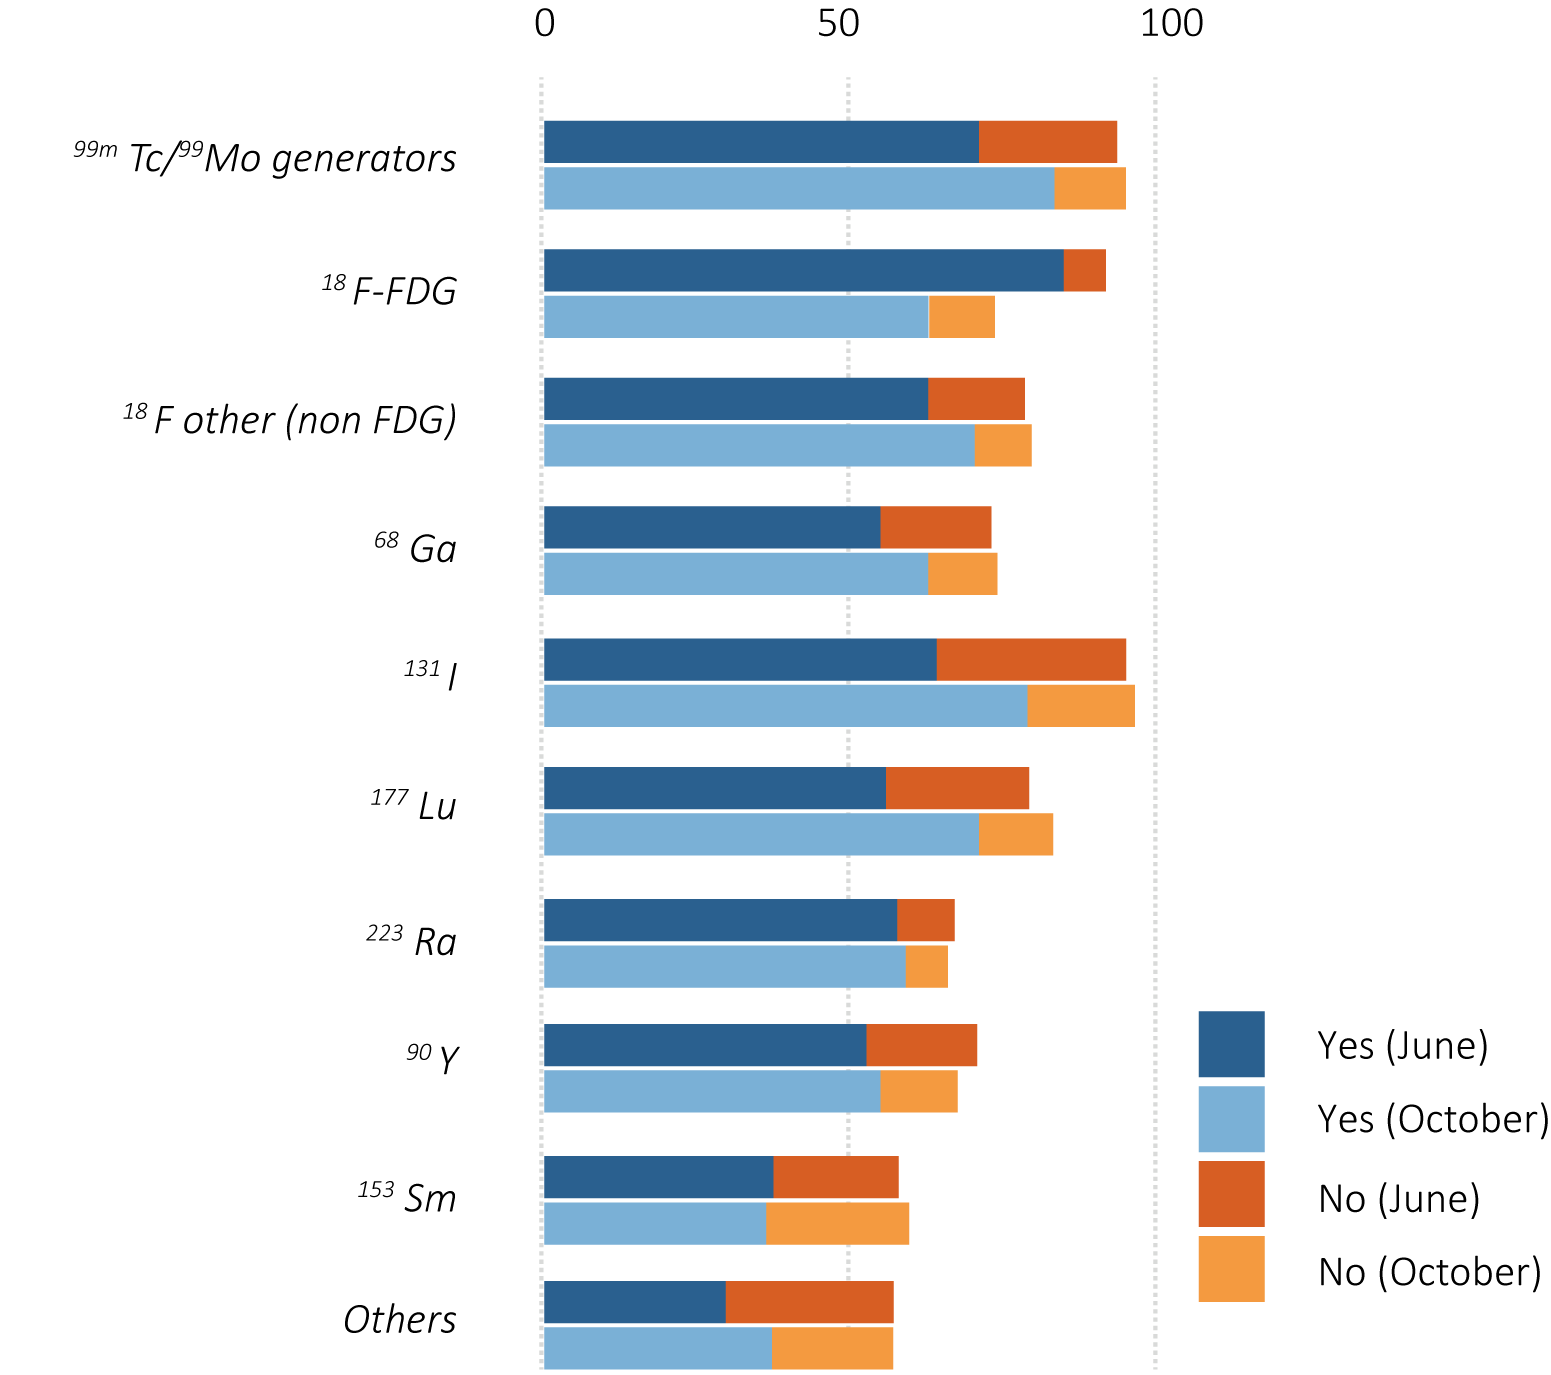 0 50 100
99m Tc/99Mo generators
18 F-FDG
18 F other (non FDG)
68 Ga
131 I
177 Lu
223 Ra
90 Y
153 Sm
Others
Yes (June)
Yes (October)
No (June)
No (October)